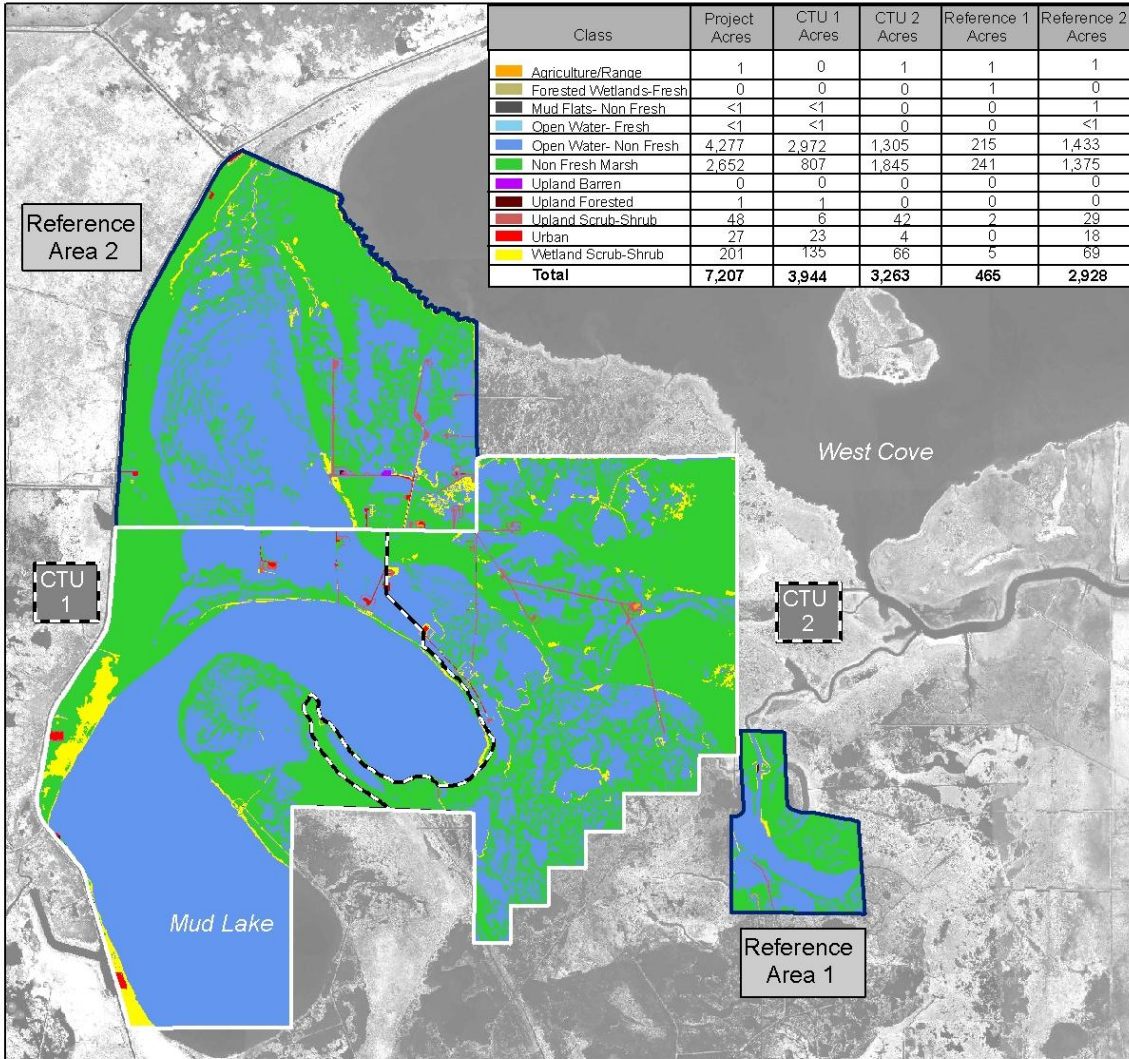 Class Project Acres CTU 1 Acres CTU 2 Acres Reference 1 Acres Reference 2 Acres
Agriculture/Range 1 0 1 1 1
Forested Wetlands-Fresh 0 0 0 1 0
Mud Flats- Non Fresh <1 <1 0 0 1
Open Water- Fresh <1 <1 0 0 <1
Open Water- Non Fresh 4,277 2,972 1,305 215 1,433
Non Fresh Marsh 2,652 807 1,845 241 1,375
Upland Barren 0 0 0 0 0
Upland Forested 1 1 0 0 0
Upland Scrub-Shrub 48 6 42 2 29
Urban 27 23 4 0 18
Wetland Scrub-Shrub 201 135 66 5 69
Total 7,207 3,944 3,263 465 2,928
Reference
Area 2
West Cove
CTU
1
CTU
2
Mud Lake
Reference
Area 1